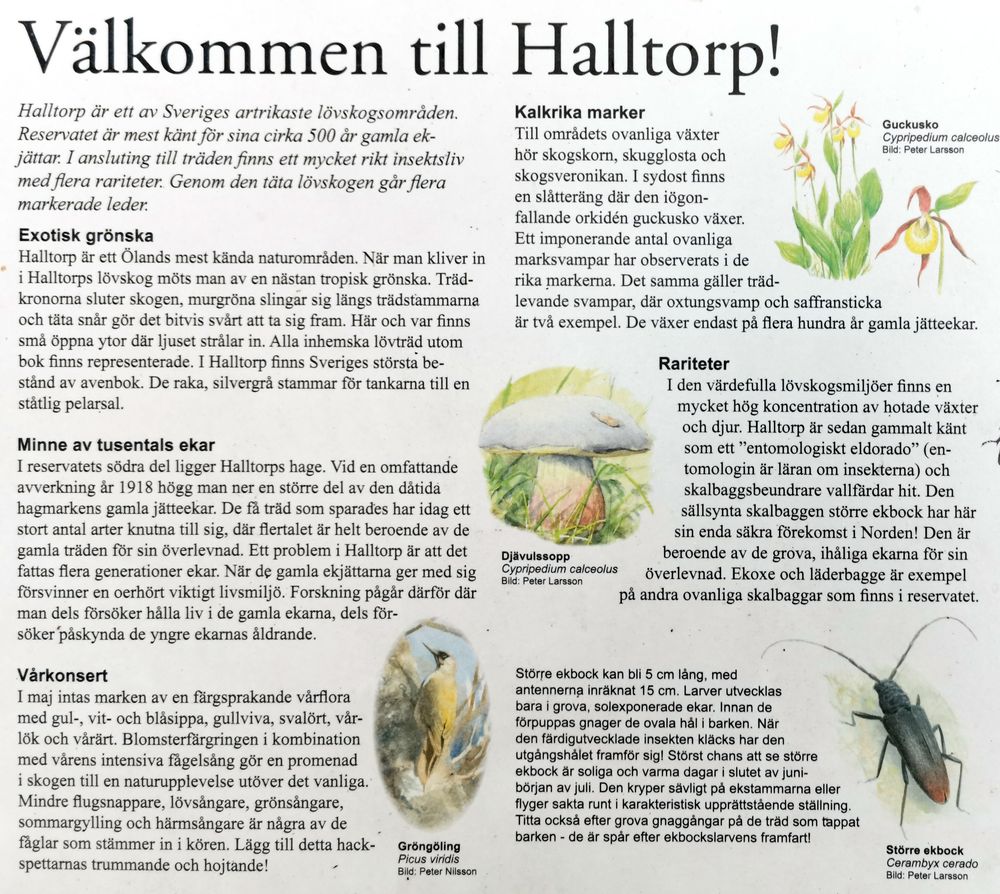 Välkommen till Halltorp!
Halltorp är ett av Sveriges artrikaste lövskogsområden.
Reservatet är mest känt för sina cirka 500 år gamla ek-
jättar. I ansluting till träden finns ett mycket rikt insektsliv
med flera rariteter. Genom den täta lövskogen går flera
markerade leder.
Exotisk grönska
Halltorp är ett Ölands mest kända naturområden. När man kliver in
i Halltorps lövskog möts man av en nästan tropisk grönska. Träd-
kronorna sluter skogen, murgröna slingar sig längs trädstammarna
och täta snår gör det bitvis svårt att ta sig fram. Här och var finns
små öppna ytor där ljuset strålar in. Alla inhemska lövträd utom
bok finns representerade. I Halltorp finns Sveriges största be-
stånd av avenbok. De raka, silvergrå stammar för tankarna till en
ståtlig pelarsal.
Minne av tusentals ekar
I reservatets södra del ligger Halltorps hage. Vid en omfattande
avverkning år 1918 högg man ner en större del av den dåtida
hagmarkens gamla jätteekar. De få träd som sparades har idag ett
stort antal arter knutna till sig, där flertalet är helt beroende av de
gamla träden för sin överlevnad. Ett problem i Halltorp är att det
fattas flera generationer ekar. När de gamla ekjättarna ger med sig
försvinner en oerhört viktigt livsmiljö. Forskning pågår därför där
man dels försöker hålla liv i de gamla ekarna, dels för-
söker påskynda de yngre ekarnas åldrande.
Vårkonsert
I maj intas marken av en färgsprakande vårflora
med gul-, vit- och blåsippa, gullviva, svalört, vår-
lök och vårärt. Blomsterfärgringen i kombination
med vårens intensiva fågelsång gör en promenad
i skogen till en naturupplevelse utöver det vanliga.
Mindre flugsnappare, lövsångare, grönsångare,
sommargylling och härmsångare är några av de
fåglar som stämmer in i kören. Lägg till detta hack-
spettarnas trummande och hojtande!
Gröngöling
Picus viridis
Bild: Peter Nilsson
Kalkrika marker
Till områdets ovanliga växter
hör skogskorn, skugglosta och
skogsveronikan. I sydost finns
en slåtteräng där den iögon-
fallande orkidén guckusko växer.
Ett imponerande antal ovanliga
marksvampar har observerats i de
rika markerna. Det samma gäller träd-
levande svampar, där oxtungsvamp och saffransticka
är två exempel. De växer endast på flera hundra år gamla jätteekar.
Guckusko
Cypripedium calceolus
Bild: Peter Larsson
Rariteter
I den värdefulla lövskogsmiljöer finns en
mycket hög koncentration av hotade växter
och djur. Halltorp är sedan gammalt känt
som ett ”entomologiskt eldorado” (en-
tomologin är läran om insekterna) och
skalbaggsbeundrare vallfärdar hit. Den
sällsynta skalbaggen större ekbock har här
sin enda säkra förekomst i Norden! Den är
beroende av de grova, ihåliga ekarna för sin
överlevnad. Ekoxe och läderbagge är exempel
på andra ovanliga skalbaggar som finns i reservatet.
Djävulssopp
Cypripedium calceolus
Bild: Peter Larsson
Större ekbock kan bli 5 cm lång, med
antennerna inräknat 15 cm. Larver utvecklas
bara i grova, solexponerade ekar. Innan de
förpuppas gnager de ovala hål i barken. När
den färdigutvecklade insekten kläcks har den
utgångshålet framför sig! Störst chans att se större
ekbock är soliga och varma dagar i slutet av juni-
början av juli. Den kryper sävligt på ekstammarna eller
flyger sakta runt i karakteristisk upprättstående ställning.
Titta också efter grova gnaggångar på de träd som tappat
barken - de är spår efter ekbockslarvens framfart!
Större ekbock
Cerambyx cerado
Bild: Peter Larsson